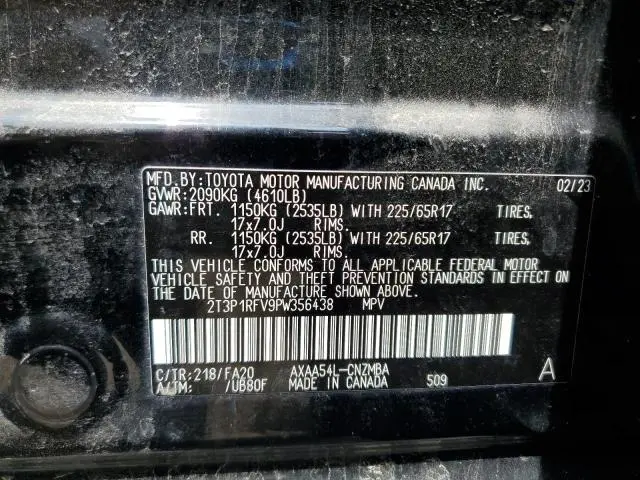 MFD. BY:TOYOTA MOTOR MANUFACTURING CANADA INC. 02/23
GVWR:2090KG (4610LB)
GAWR:FRT. 1150KG (2535LB) WITH 225/65R17 TIRES,
17x7.0J RIMS.
RR. 1150KG (2535LB) WITH 225/65R17 TIRES,
17x7.0J RIMS.
THIS VEHICLE CONFORMS TO ALL APPLICABLE FEDERAL MOTOR
VEHICLE SAFETY AND THEFT PREVENTION STANDARDS IN EFFECT ON
THE DATE OF MANUFACTURE SHOWN ABOVE.
2T3P1RFV9PW356438 MPV
C/TR:218/FA20 AXAA54L-CNZMBA
A/TM: /UB80F MADE IN CANADA 509 A